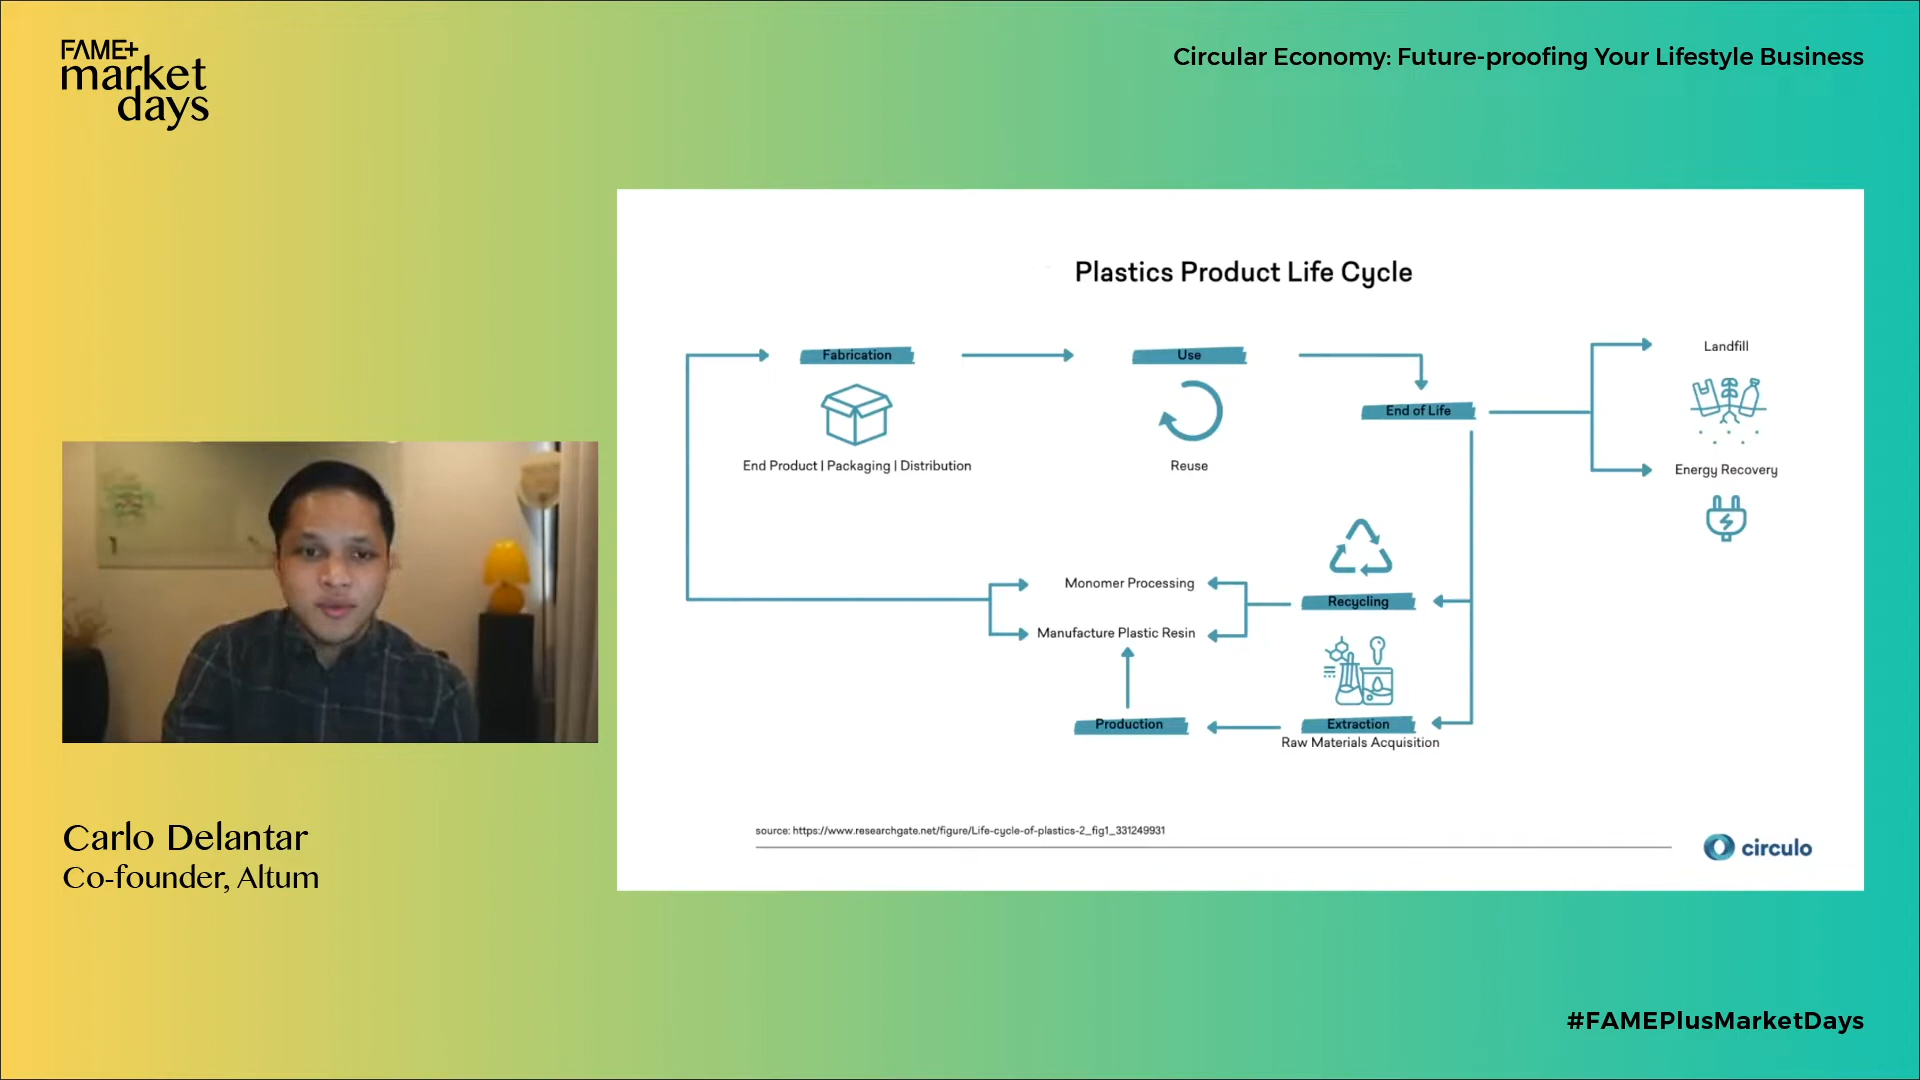 FAME+
market
days
Circular Economy: Future-proofing Your Lifestyle Business
Plastics Product Life Cycle
Fabrication
Use
Landfill
End of Life
End Product | Packaging | Distribution
Reuse
Energy Recovery
Monomer Processing
Recycling
Manufacture Plastic Resin
Production
Extraction
Raw Materials Acquisition
source: https://www.researchgate.net/figure/Life-cycle-of-plastics-2_fig1_331249931
circulo
Carlo Delantar
Co-founder, Altum
#FAMEPlusMarketDays